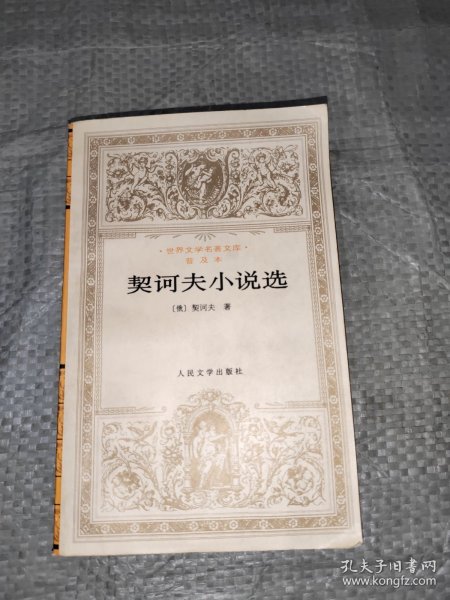 ·世界文学名著文库·
普及本
契诃夫小说选
〔俄〕契诃夫 著
人民文学出版社
孔夫子旧书网
www.kongfz.com